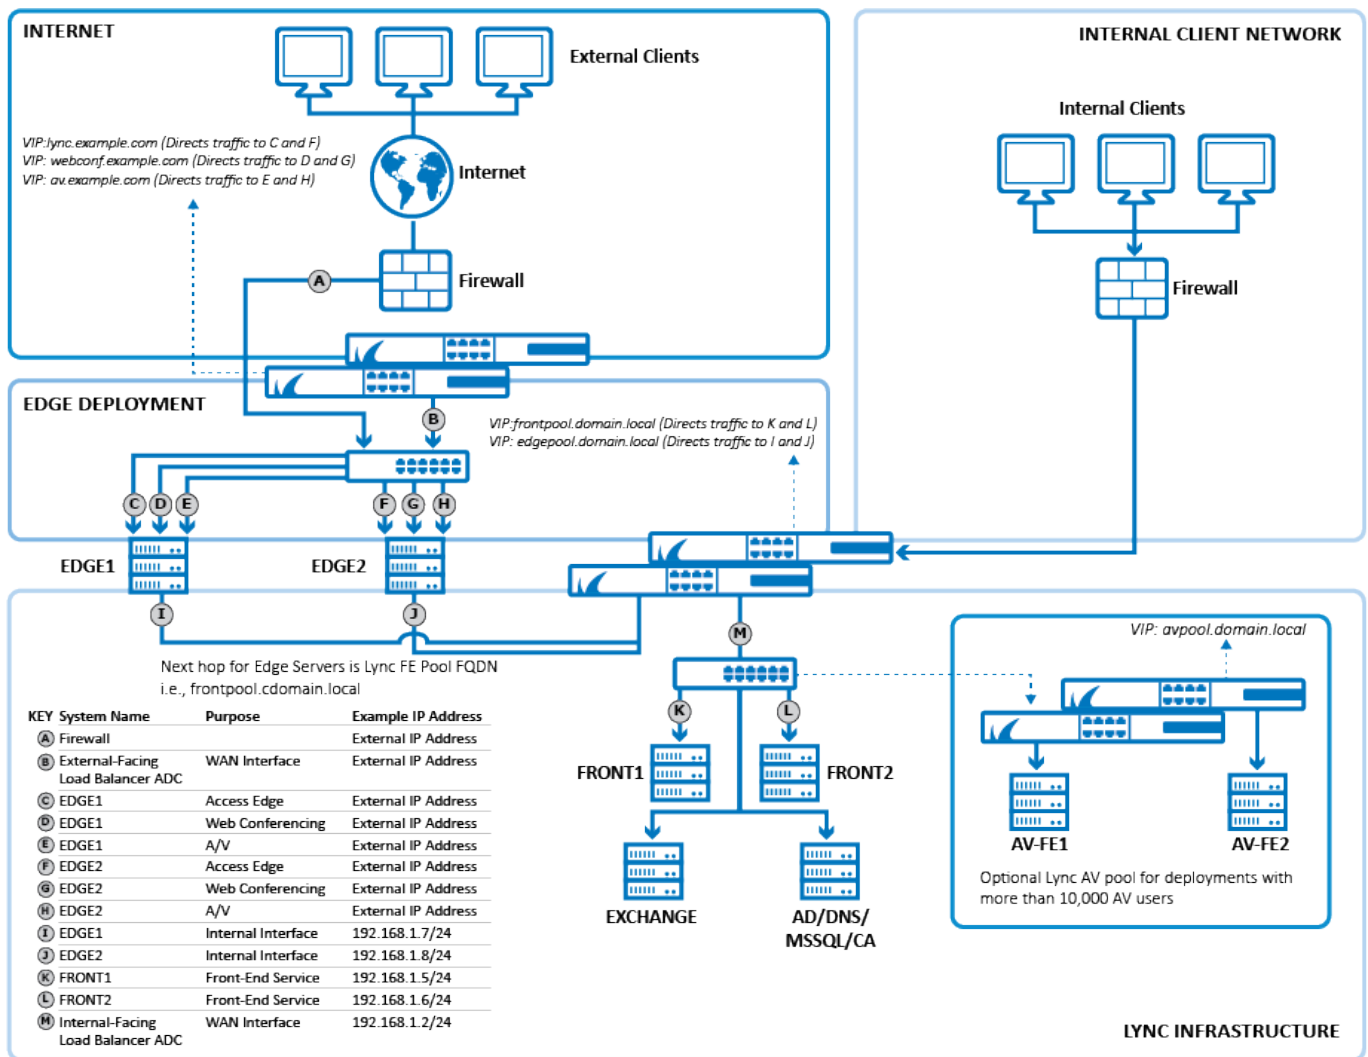 INTERNET
External Clients
VIP:lync.example.com (Directs traffic to C and F)
VIP: webconf.example.com (Directs traffic to D and G)
VIP: av.example.com (Directs traffic to E and H)
Internet
A
Firewall
INTERNAL CLIENT NETWORK
Internal Clients
Firewall
EDGE DEPLOYMENT
B
VIP:frontpool.domain.local (Directs traffic to K and L)
VIP: edgepool.domain.local (Directs traffic to I and J)
C D E F G H
EDGE1
EDGE2
I
J
M
Next hop for Edge Servers is Lync FE Pool FQDN
i.e., frontpool.cdomain.local
VIP: avpool.domain.local
K
L
FRONT1
FRONT2
EXCHANGE
AD/DNS/
MSSQL/CA
AV-FE1
AV-FE2
Optional Lync AV pool for deployments with
more than 10,000 AV users
KEY System Name Purpose Example IP Address
A Firewall External IP Address
B External-Facing WAN Interface External IP Address
Load Balancer ADC
C EDGE1 Access Edge External IP Address
D EDGE1 Web Conferencing External IP Address
E EDGE1 A/V External IP Address
F EDGE2 Access Edge External IP Address
G EDGE2 Web Conferencing External IP Address
H EDGE2 A/V External IP Address
I EDGE1 Internal Interface 192.168.1.7/24
J EDGE2 Internal Interface 192.168.1.8/24
K FRONT1 Front-End Service 192.168.1.5/24
L FRONT2 Front-End Service 192.168.1.6/24
M Internal-Facing WAN Interface 192.168.1.2/24
Load Balancer ADC
LYNC INFRASTRUCTURE